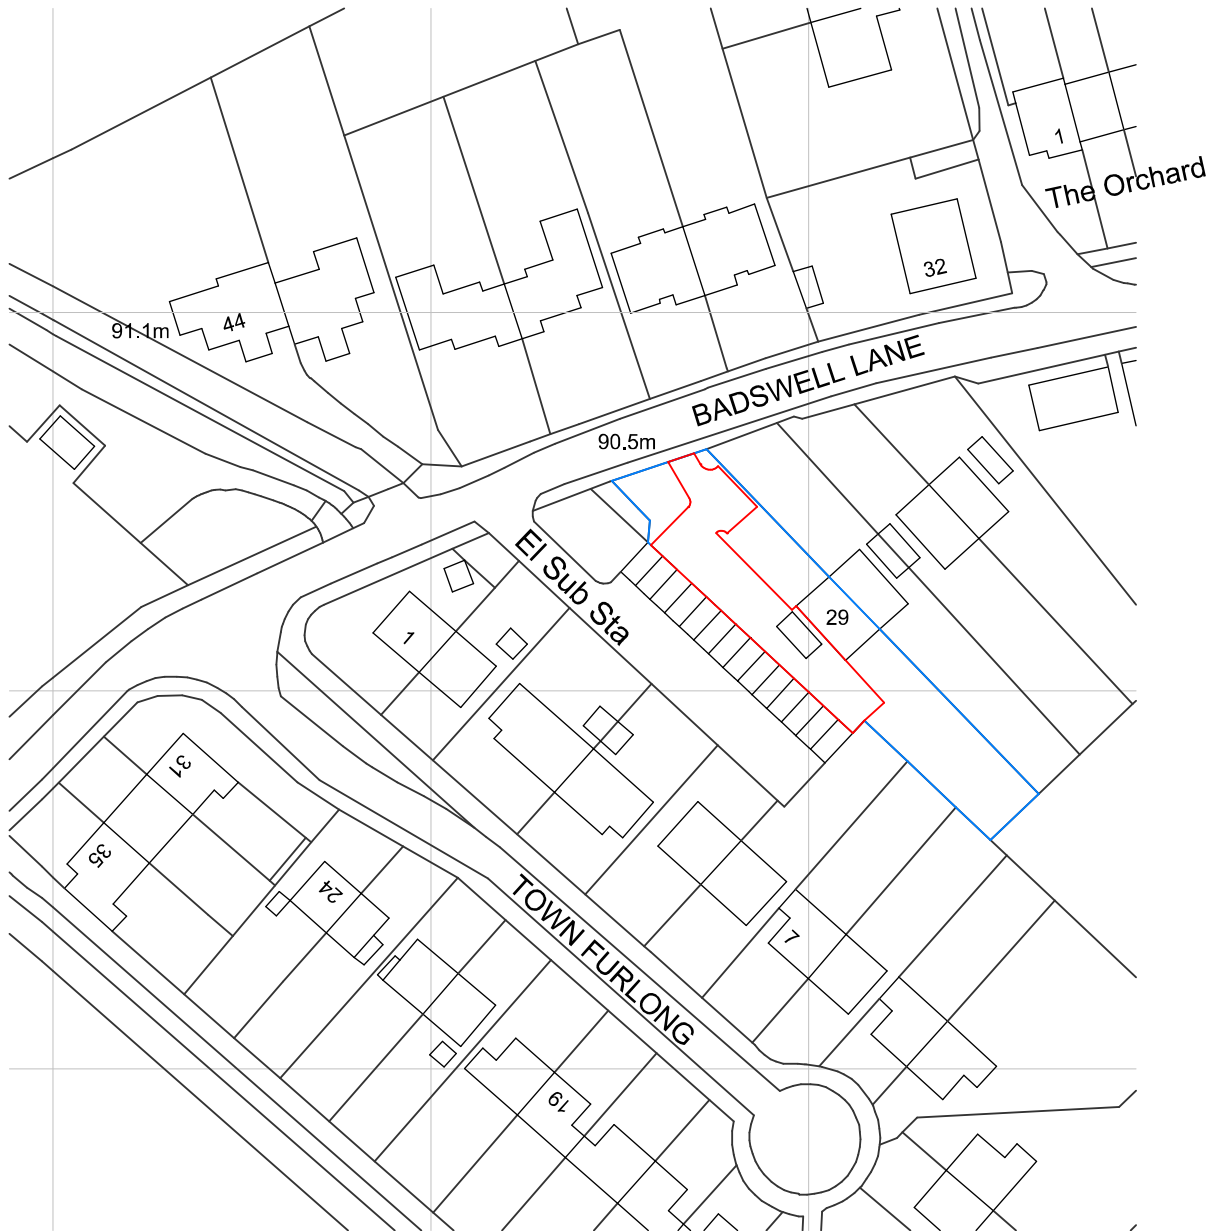 1
The Orchard
32
44
91.1m
BADSWELL LANE
90.5m
El Sub Sta
29
1
31
35
24
TOWN FURLONG
7
19